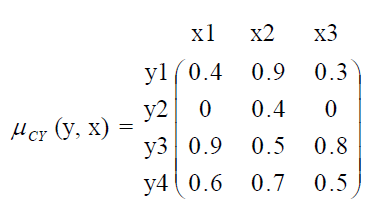 x1 x2 x3
y1 0.4 0.9 0.3
y2 0 0.4 0
μCY (y, x) =
y3 0.9 0.5 0.8
y4 0.6 0.7 0.5